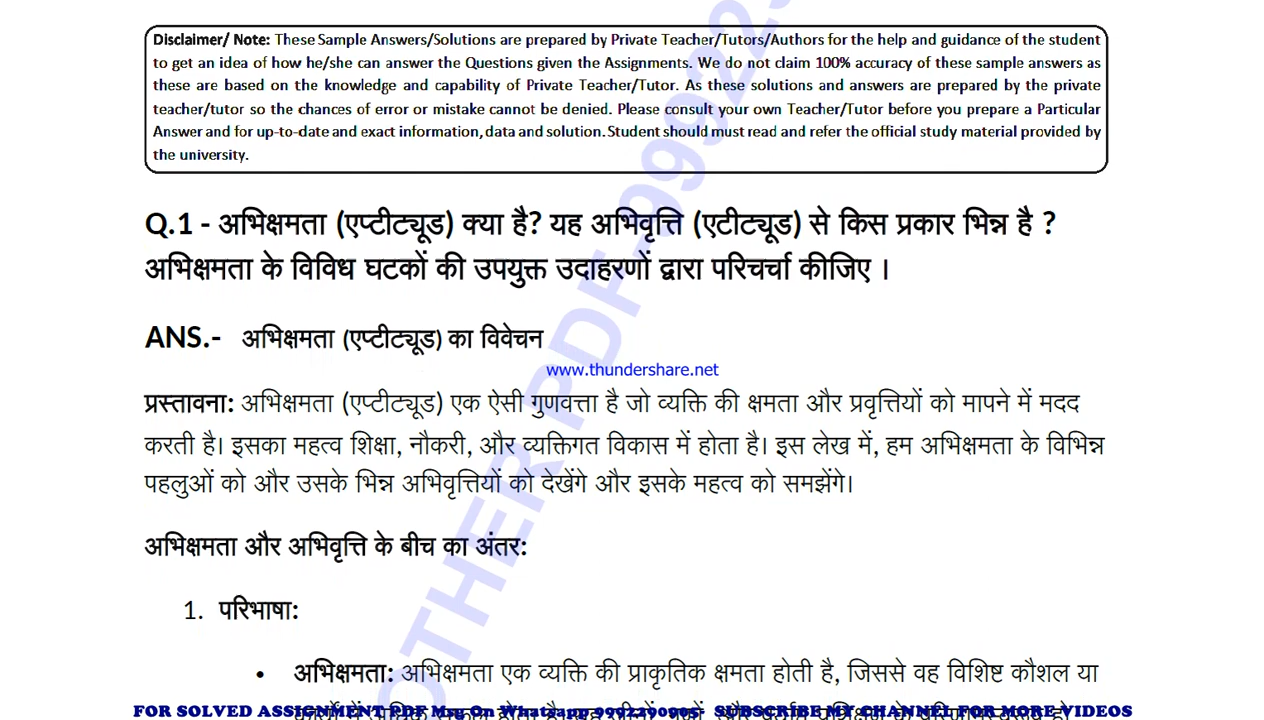 Disclaimer/ Note: These Sample Answers/Solutions are prepared by Private Teacher/Tutors/Authors for the help and guidance of the student
to get an idea of how he/she can answer the Questions given the Assignments. We do not claim 100% accuracy of these sample answers as
these are based on the knowledge and capability of Private Teacher/Tutor. As these solutions and answers are prepared by the private
teacher/tutor so the chances of error or mistake cannot be denied. Please consult your own Teacher/Tutor before you prepare a Particular
Answer and for up-to-date and exact information, data and solution. Student should must read and refer the official study material provided by
the university.
Q.1 - अभिक्षमता (एप्टीट्यूड) क्या है? यह अभिवृत्ति (एटीट्यूड) से किस प्रकार भिन्न है ?
अभिक्षमता के विविध घटकों की उपयुक्त उदाहरणों द्वारा परिचर्चा कीजिए ।
ANS.- अभिक्षमता (एप्टीट्यूड) का विवेचन
www.thundershare.net
प्रस्तावना: अभिक्षमता (एप्टीट्यूड) एक ऐसी गुणवत्ता है जो व्यक्ति की क्षमता और प्रवृत्तियों को मापने में मदद
करती है। इसका महत्व शिक्षा, नौकरी, और व्यक्तिगत विकास में होता है। इस लेख में, हम अभिक्षमता के विभिन्न
पहलुओं को और उसके भिन्न अभिवृत्तियों को देखेंगे और इसके महत्व को समझेंगे।
अभिक्षमता और अभिवृत्ति के बीच का अंतर:
1. परिभाषा:
• अभिक्षमता: अभिक्षमता एक व्यक्ति की प्राकृतिक क्षमता होती है, जिससे वह विशिष्ट कौशल या
FOR SOLVED ASSIGNMENT PDF Msg On Whatsapp 9992290905- SUBSCRIBE MY CHANNEL FOR MORE VIDEOS
OTHER PDF-99922